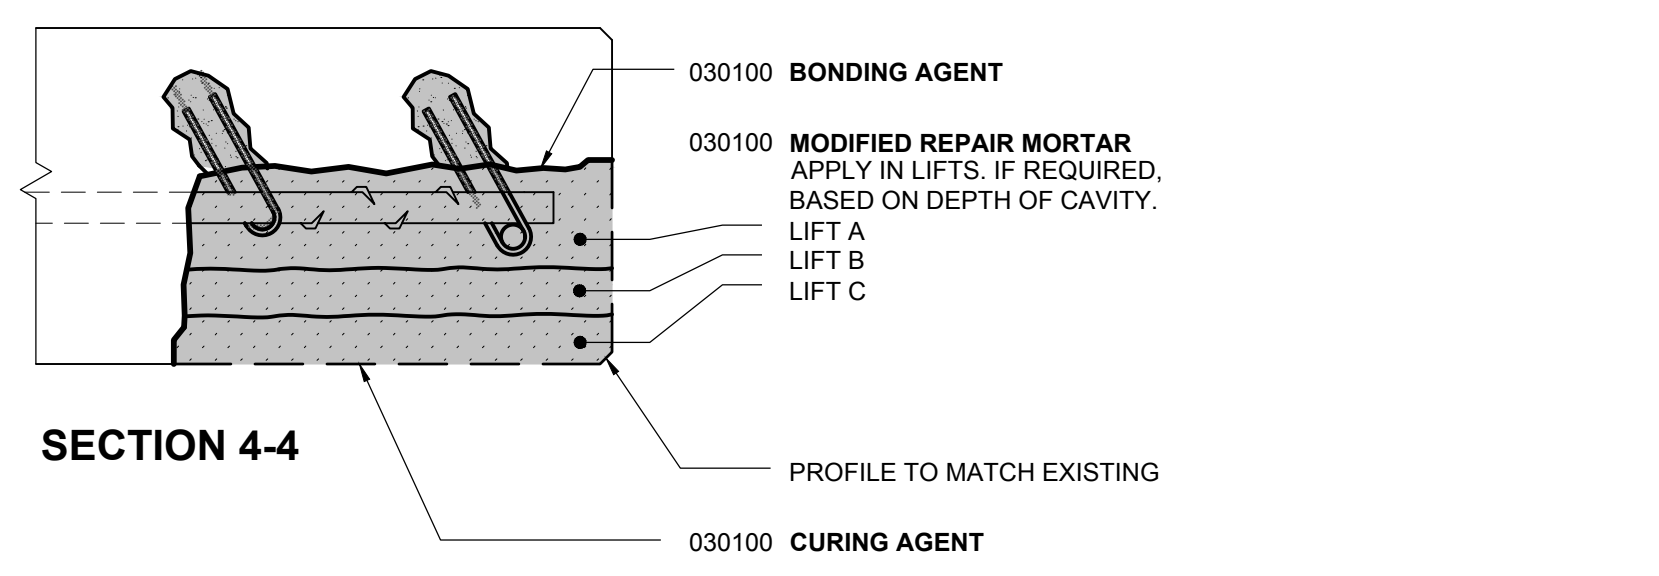 030100 BONDING AGENT
030100 MODIFIED REPAIR MORTAR
APPLY IN LIFTS. IF REQUIRED,
BASED ON DEPTH OF CAVITY.
LIFT A
LIFT B
LIFT C
SECTION 4-4
PROFILE TO MATCH EXISTING
030100 CURING AGENT